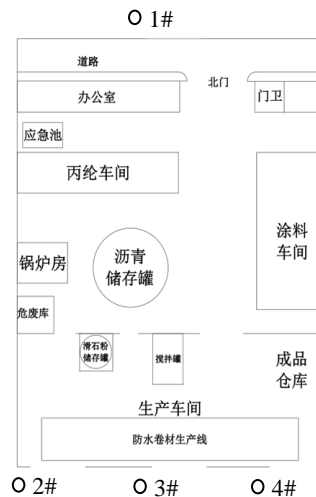 1#
道路
北门
办公室
门卫
应急池
丙纶车间
涂料
车间
沥青
储存罐
锅炉房
危废库
滑石粉
储存罐
搅拌罐
成品
仓库
生产车间
防水卷材生产线
2#
3#
4#